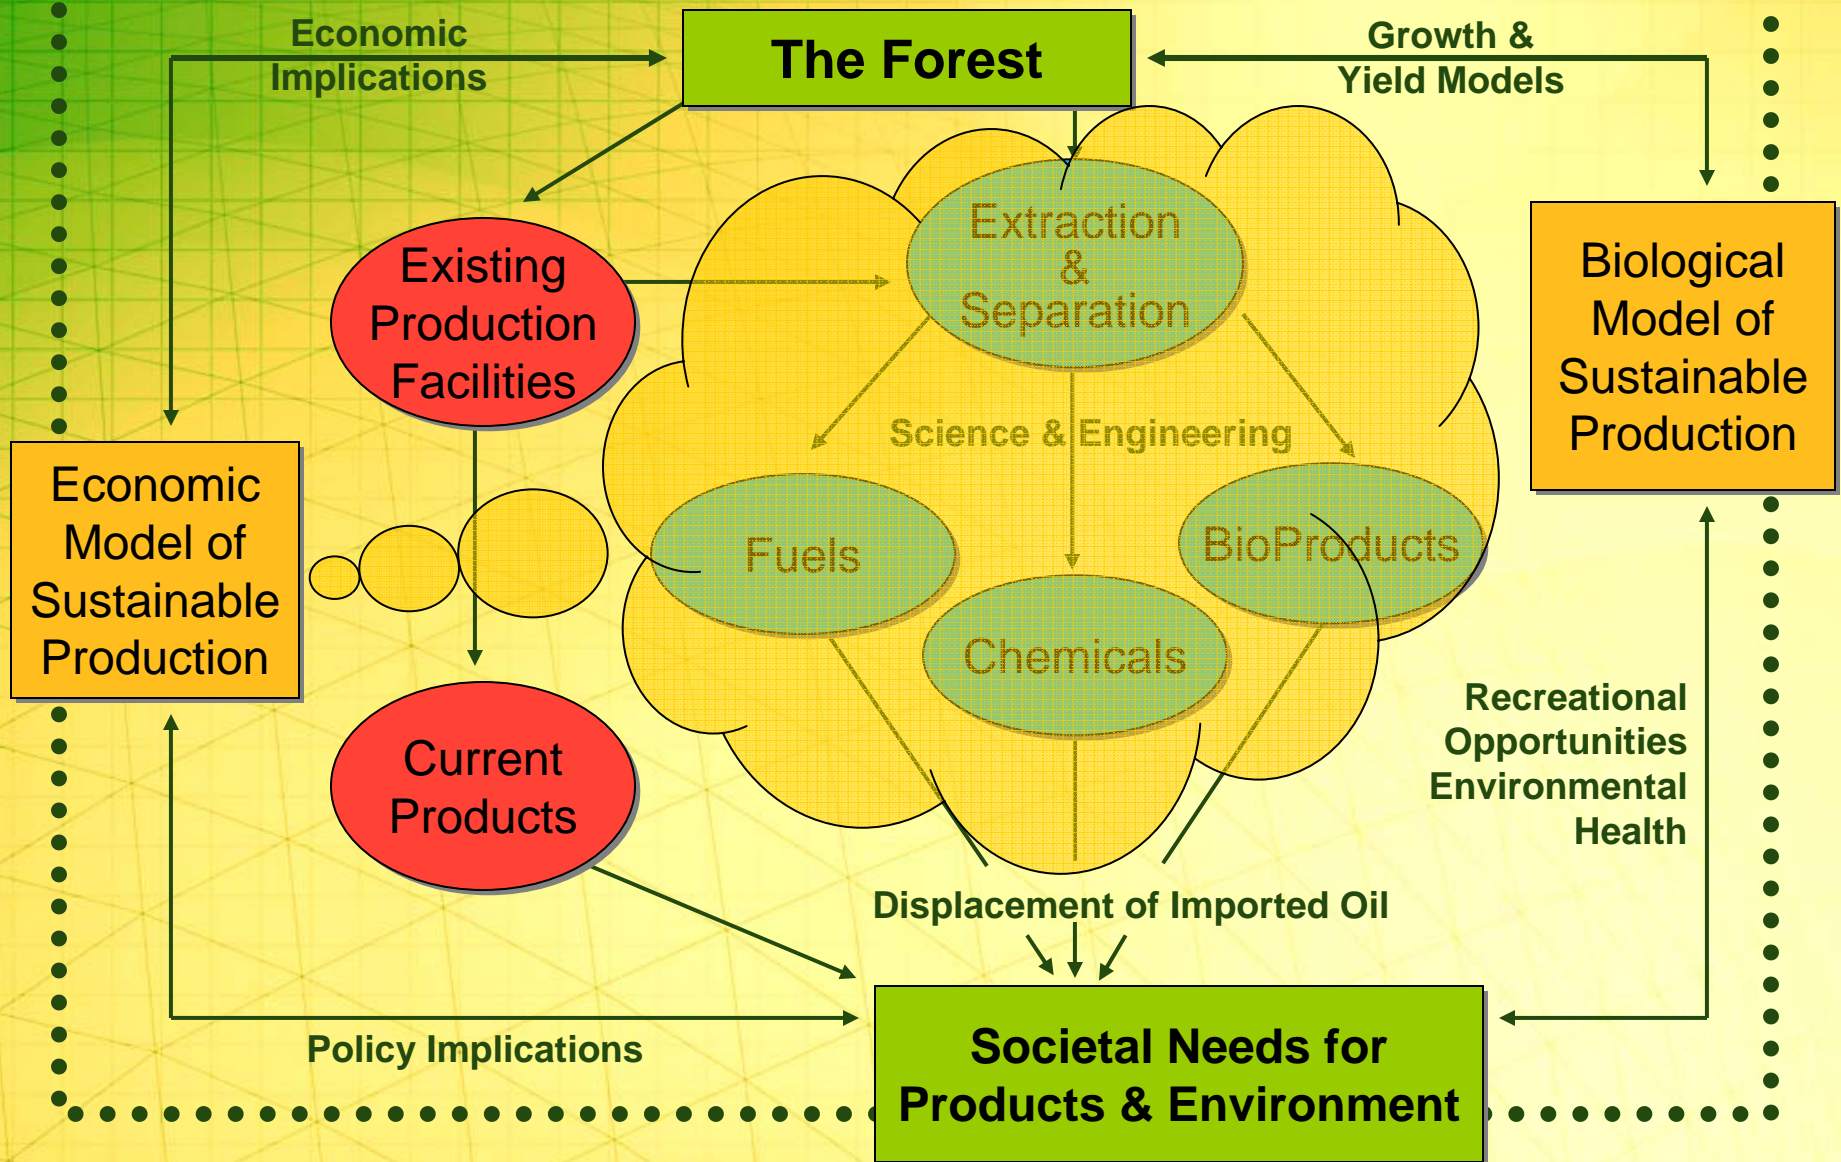 Economic
Implications
The Forest
Growth &
Yield Models
Extraction
&
Separation
Existing
Production
Facilities
Biological
Model of
Sustainable
Production
Science & Engineering
Economic
Model of
Sustainable
Production
Fuels
BioProducts
Chemicals
Current
Products
Recreational
Opportunities
Environmental
Health
Displacement of Imported Oil
Policy Implications
Societal Needs for
Products & Environment